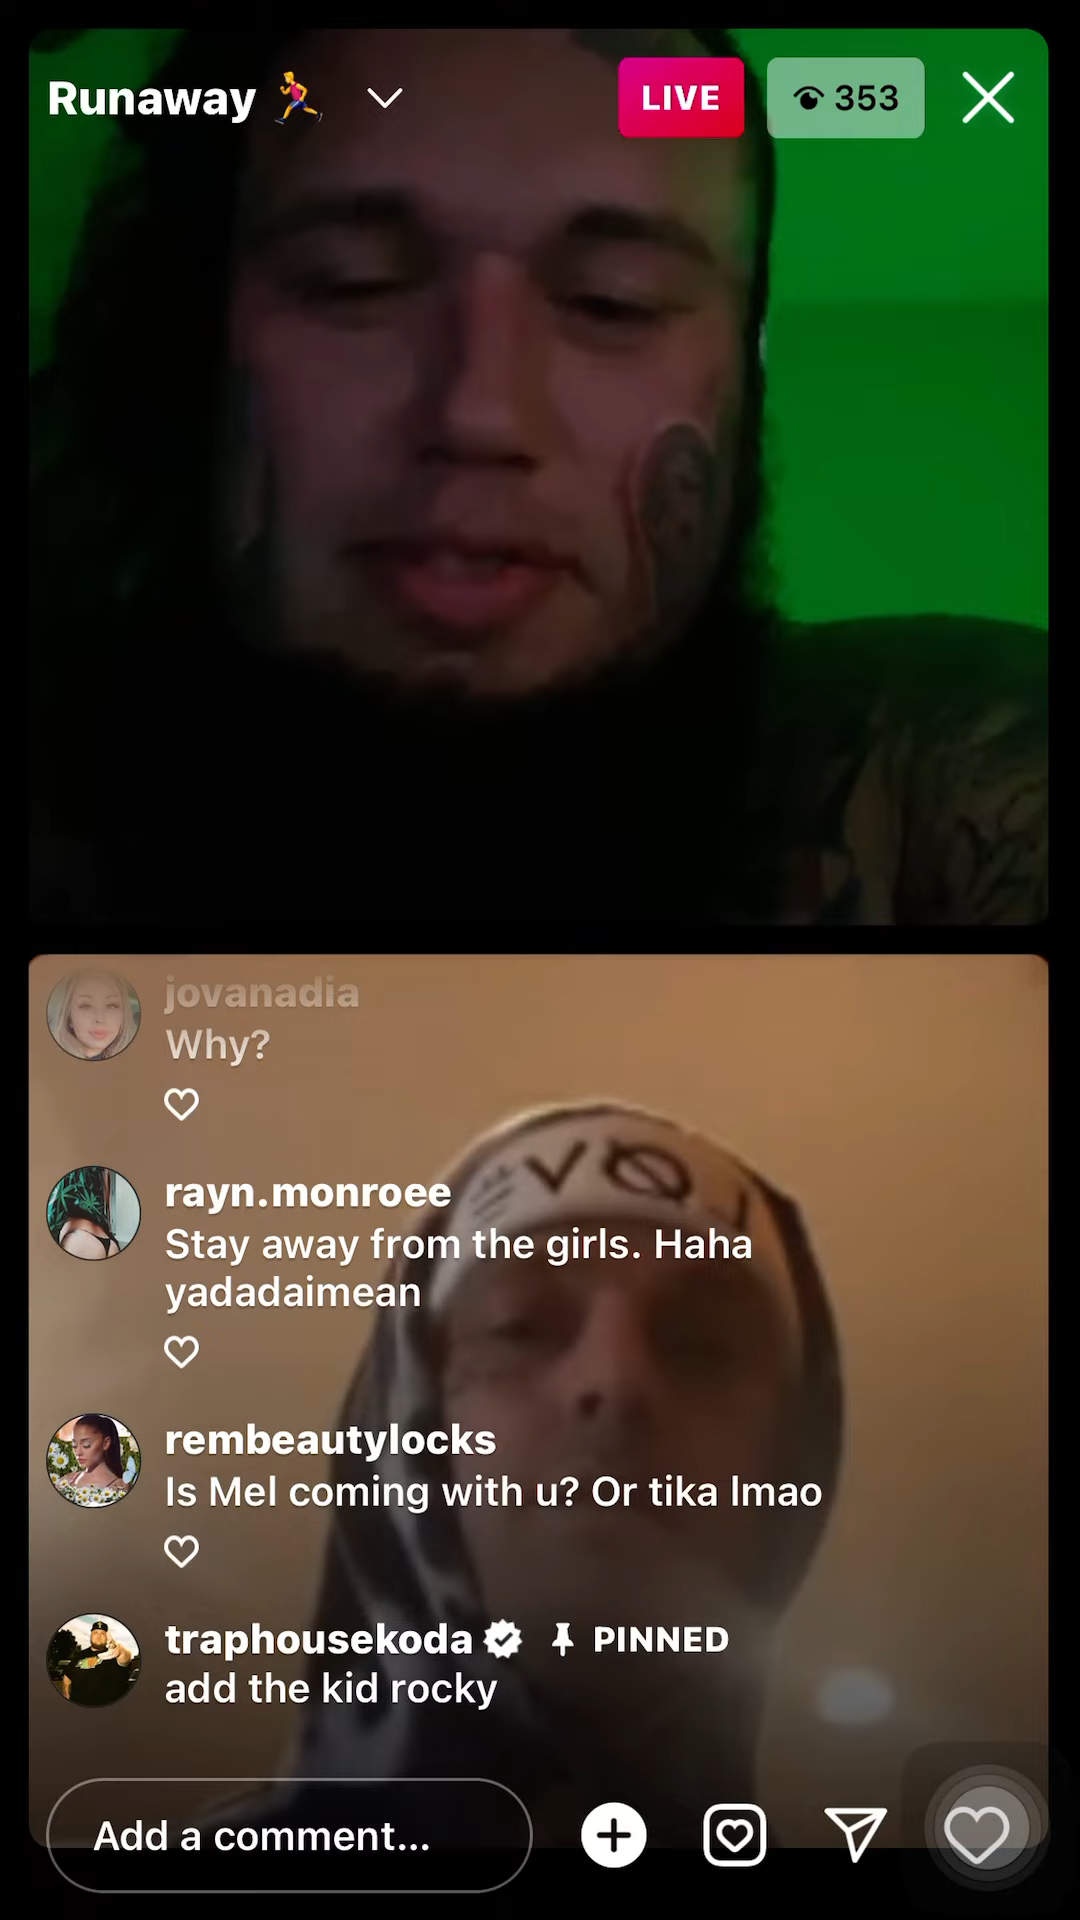 Runaway 🏃
LIVE
353
jovanadia
Why?
rayn.monroee
Stay away from the girls. Haha
yadadaimean
rembeautylocks
Is Mel coming with u? Or tika lmao
traphousekoda PINNED
add the kid rocky
Add a comment...